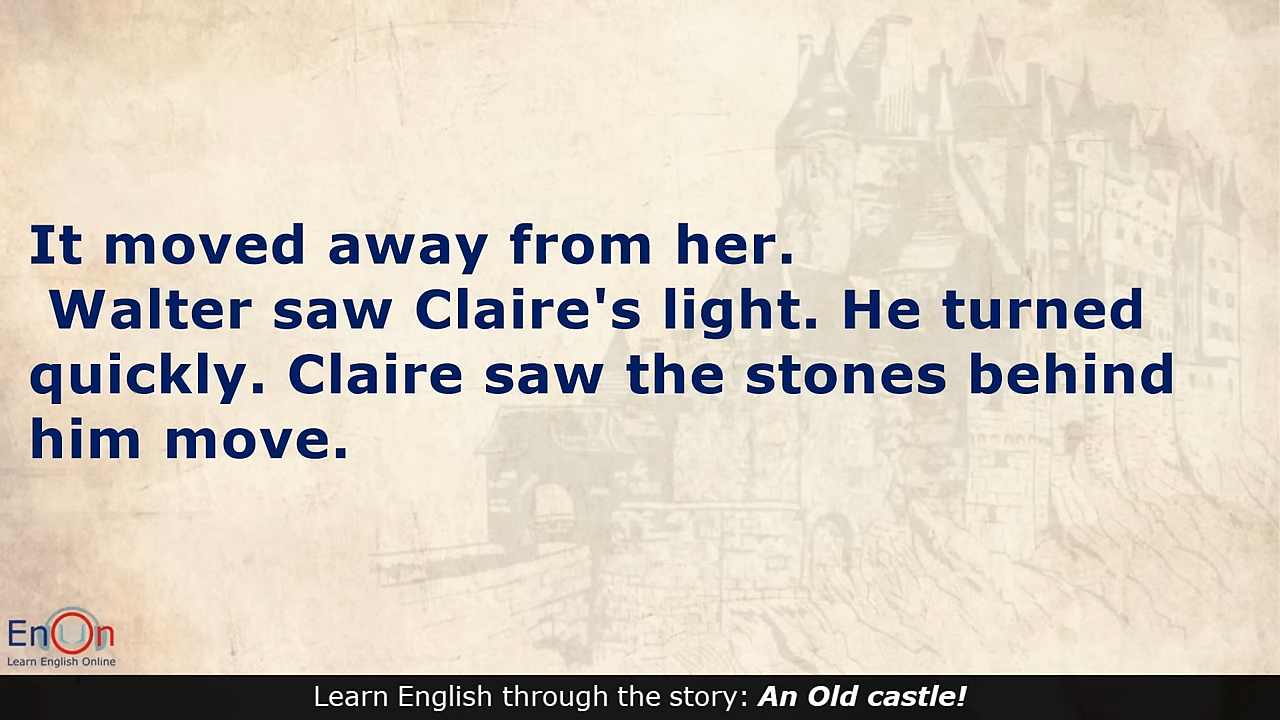 It moved away from her.
Walter saw Claire's light. He turned
quickly. Claire saw the stones behind
him move.
EnOn
Learn English Online
Learn English through the story: An Old castle!